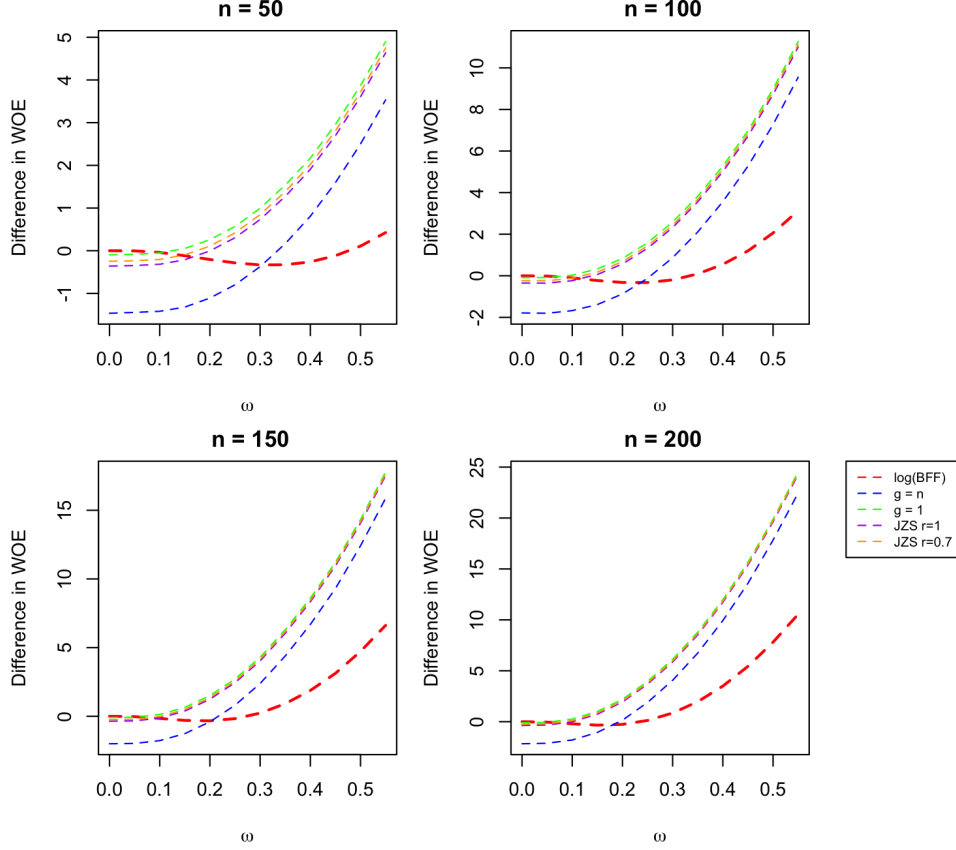 n = 50
Difference in WOE
5
4
3
2
1
0
-1
0.0 0.1 0.2 0.3 0.4 0.5
ω
n = 100
Difference in WOE
10
8
6
4
2
0
-2
0.0 0.1 0.2 0.3 0.4 0.5
ω
n = 150
Difference in WOE
15
10
5
0
0.0 0.1 0.2 0.3 0.4 0.5
ω
n = 200
Difference in WOE
25
20
15
10
5
0
0.0 0.1 0.2 0.3 0.4 0.5
ω
log(BFF)
g = n
g = 1
JZS r=1
JZS r=0.7